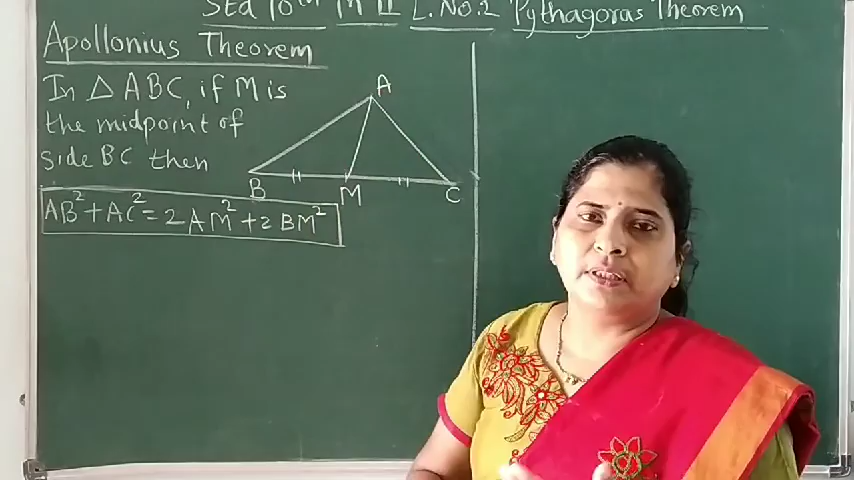 Std 10th M II L.No.2 Pythagoras Theorem
Apollonius Theorem
In △ ABC, if M is
the midpoint of
side BC then
AB²+AC²=2AM²+2BM²
A
B
M
C